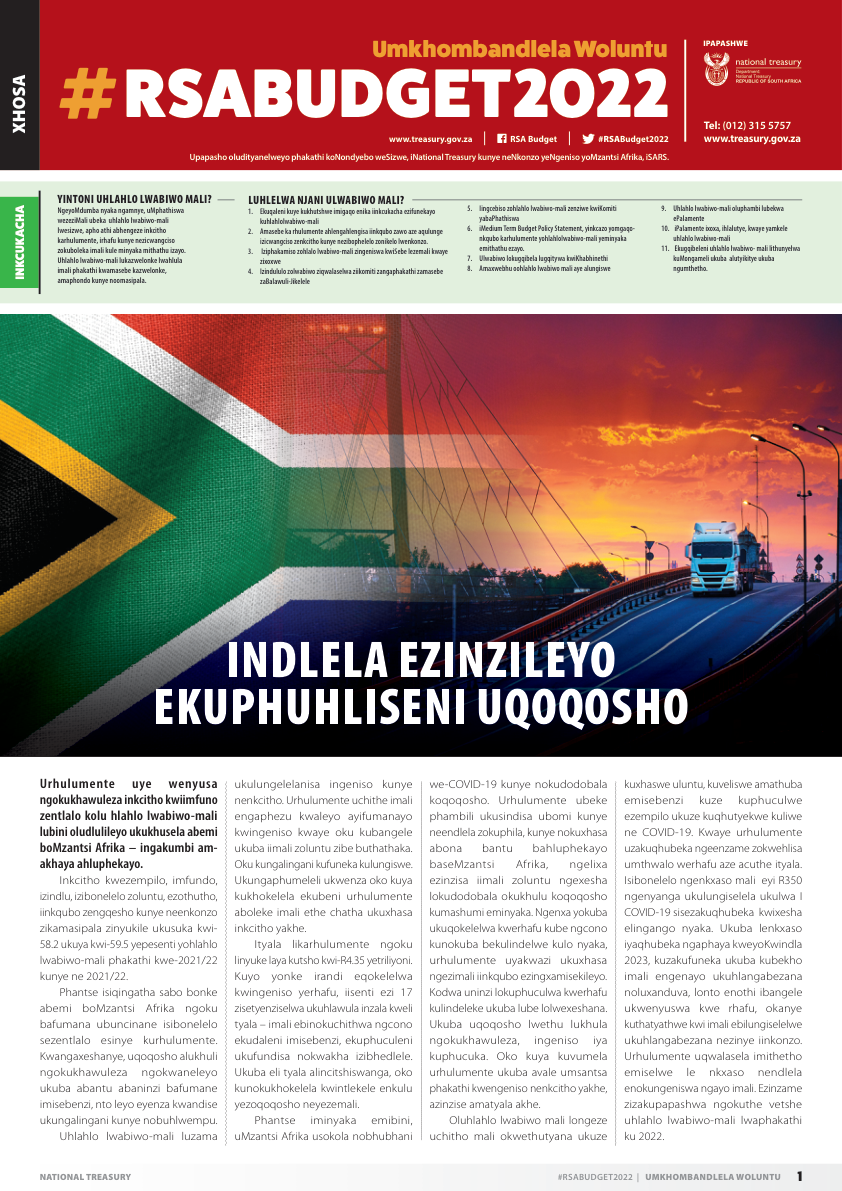 XHOSA
Umkhombandlela Woluntu
#RSABUDGET2022
www.treasury.gov.za
RSA Budget
#RSABudget2022
Upapasho oludityanelweyo phakathi koNondyebo weSizwe, iNational Treasury kunye neNkonzo yeNgeniso yoMzantsi Afrika, iSARS.
IPAPASHWE
national treasury
Department:
National Treasury
REPUBLIC OF SOUTH AFRICA
Tel: (012) 315 5757
www.treasury.gov.za
INKCUKACHA
YINTONI UHLAHLO LWABIWO MALI?
NgeyoMdumba nyaka ngamnye, uMphathiswa
wezeziMali ubeka uhlahlo lwabiwo-mali
lwesizwe, apho athi abhengeze inkcitho
karhulumente, irhafu kunye nezicwangciso
zokuboleka imali kule minyaka mithathu izayo.
Uhlahlo lwabiwo-mali lukazwelonke lwahlula
imali phakathi kwamasebe kazwelonke,
amaphondo kunye noomasipala.
LUHLELWA NJANI ULWABIWO MALI?
1. Ekuqaleni kuye kukhutshwe imigaqo enika iinkcukacha ezifunekayo
kuhlahlolwabiwo-mali
2. Amasebe ka rhulumente ahlengahlengisa iinkqubo zawo aze aqulunge
izicwangciso zenkcitho kunye nezibophelelo zonikelo lwenkonzo.
3. Iziphakamiso zohlalo lwabiwo-mali zingeniswa kwiSebe lezemali kwaye
zixoxwe
4. Izindululo zolwabiwo ziqwalaselwa ziikomiti zangaphakathi zamasebe
zaBalawuli-Jikelele
5. Iingcebiso zohlahlo lwabiwo-mali zenziwe kwiKomiti
yabaPhathiswa
6. iMedium Term Budget Policy Statement, yinkcazo yomgaqo-
nkqubo karhulumente yohlahlolwabiwo-mali yeminyaka
emithathu ezayo.
7. Ulwabiwo lokugqibela lugqitywa kwiKhabhinethi
8. Amaxwebhu oohlahlo lwabiwo mali aye alungiswe
9. Uhlahlo lwabiwo-mali oluphambi lubekwa
ePalamente
10. iPalamente ixoxa, ihlalutye, kwaye yamkele
uhlahlo lwabiwo-mali
11. Ekugqibeleni uhlahlo lwabiwo- mali lithunyelwa
kuMongameli ukuba alutyikitye ukuba
ngumthetho.
INDLELA EZINZILEYO
EKUPHUHLISENI UQOQOSHO
Urhulumente uye wenyusa
ngokukhawuleza inkcitho kwiimfuno
zentlalo kolu hlahlo lwabiwo-mali
lubini oludlulileyo ukukhusela abemi
boMzantsi Afrika – ingakumbi am-
akhaya ahluphekayo.
Inkcitho kwezempilo, imfundo,
izindlu, izibonelelo zoluntu, ezothutho,
iinkqubo zengqesho kunye neenkonzo
zikamasipala zinyukile ukusuka kwi-
58.2 ukuya kwi-59.5 yepesenti yohlahlo
lwabiwo-mali phakathi kwe-2021/22
kunye ne 2021/22.
Phantse isiqingatha sabo bonke
abemi boMzantsi Afrika ngoku
bafumana ubuncinane isibonelelo
sezentlalo esinye kurhulumente.
Kwangaxeshanye, uqoqosho alukhuli
ngokukhawuleza ngokwaneleyo
ukuba abantu abaninzi bafumane
imisebenzi, nto leyo eyenza kwandise
ukungalingani kunye nobuhlwempu.
Uhlahlo lwabiwo-mali luzama
ukulungelelanisa ingeniso kunye
nenkcitho. Urhulumente uchithe imali
engaphezu kwaleyo ayifumanayo
kwingeniso kwaye oku kubangele
ukuba iimali zoluntu zibe buthathaka.
Oku kungalingani kufuneka kulungiswe.
Ukungaphumeleli ukwenza oko kuya
kukhokelela ekubeni urhulumente
aboleke imali ethe chatha ukuxhasa
inkcitho yakhe.
Ityala likarhulumente ngoku
linyuke laya kutsho kwi-R4.35 yetriliyoni.
Kuyo yonke irandi eqokelelwa
kwingeniso yerhafu, iisenti ezi 17
zisetyenziselwa ukuhlawula inzala kweli
tyala – imali ebinokuchithwa ngcono
ekudaleni imisebenzi, ekuphuculeni
ukufundisa nokwakha izibhedlele.
Ukuba eli tyala alincitshiswanga, oko
kunokukhokelela kwintlekele enkulu
yezoqoqosho neyezemali.
Phantse iminyaka emibini,
uMzantsi Afrika usokola nobhubhani
we-COVID-19 kunye nokudodobala
koqoqosho. Urhulumente ubeke
phambili ukusindisa ubomi kunye
neendlela zokuphila, kunye nokuxhasa
abona bantu bahluphekayo
baseMzantsi Afrika, ngelixa
ezinzisa iimali zoluntu ngexesha
lokudodobala okukhulu koqoqosho
kumashumi eminyaka. Ngenxa yokuba
ukuqokelelwa kwerhafu kube ngcono
kunokuba bekulindelwe kulo nyaka,
urhulumente uyakwazi ukuxhasa
ngezimali iinkqubo ezingxamisekileyo.
Kodwa uninzi lokuphuculwa kwerhafu
kulindeleke ukuba lube lolwexeshana.
Ukuba uqoqosho lwethu lukhula
ngokukhawuleza, ingeniso iya
kuphucuka. Oko kuya kuvumela
urhulumente ukuba avale umsantsa
phakathi kwengeniso nenkcitho yakhe,
azinzise amatyala akhe.
Oluhlahlo lwabiwo mali longeze
uchitho mali okwethutyana ukuze
kuxhaswe uluntu, kuveliswe amathuba
emisebenzi kuze kuphuculwe
ezempilo ukuze kuqhutyekwe kuliwe
ne COVID-19. Kwaye urhulumente
uzakuqhubeka ngeenzame zokwehlisa
umthwalo werhafu aze acuthe ityala.
Isibonelelo ngenkxaso mali eyi R350
ngenyanga ukulungiselela ukulwa I
COVID-19 sisezakuqhubeka kwixesha
elingango nyaka. Ukuba lenkxaso
iyaqhubeka ngaphaya kweyoKwindla
2023, kuzakufuneka ukuba kubekho
imali engenayo ukuhlangabezana
noluxanduva, lonto enothi ibangele
ukwenyuswa kwe rhafu, okanye
kuthatyathwe kwi imali ebilungiselelwe
ukuhlangabezana nezinye iinkonzo.
Urhulumente uqwalasela imithetho
emiselwe le nkxaso nendlela
enokungeniswa ngayo imali. Ezinzame
zizakupapashwa ngokuthe vetshe
uhlahlo lwabiwo-mali lwaphakathi
ku 2022.
NATIONAL TREASURY
#RSABUDGET2022 | UMKHOMBANDLELA WOLUNTU 1